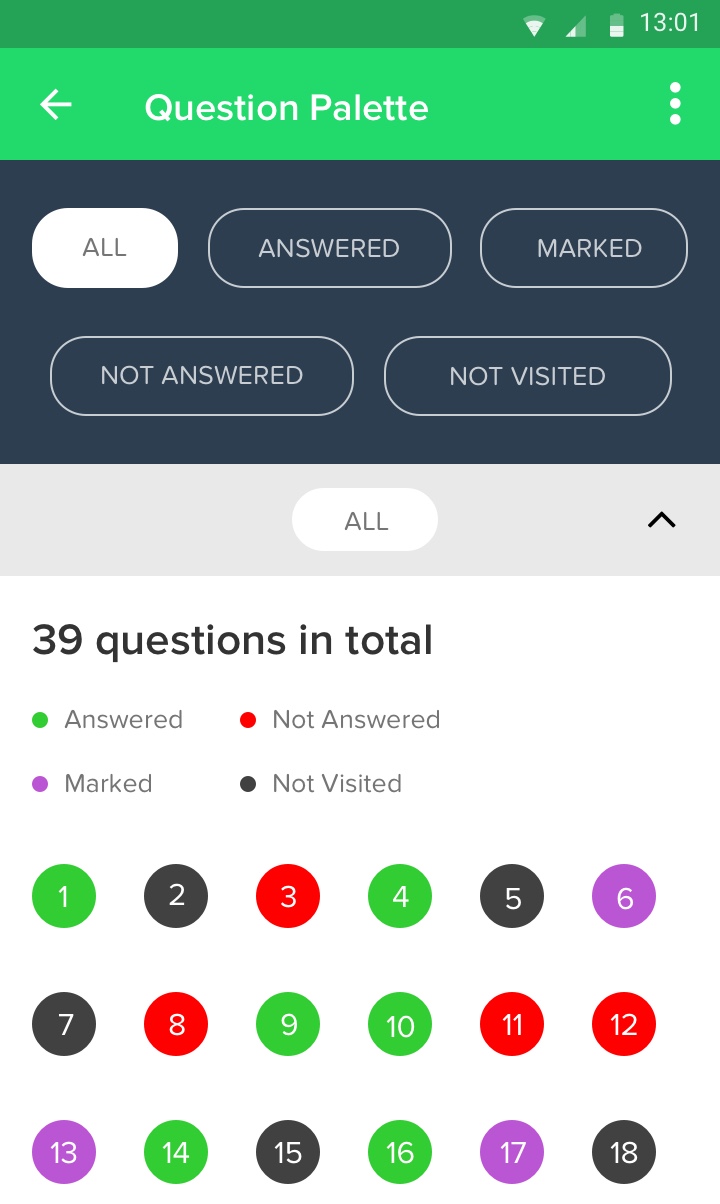 13:01
Question Palette
ALL ANSWERED MARKED
NOT ANSWERED NOT VISITED
ALL
39 questions in total
Answered Not Answered
Marked Not Visited
1 2 3 4 5 6
7 8 9 10 11 12
13 14 15 16 17 18